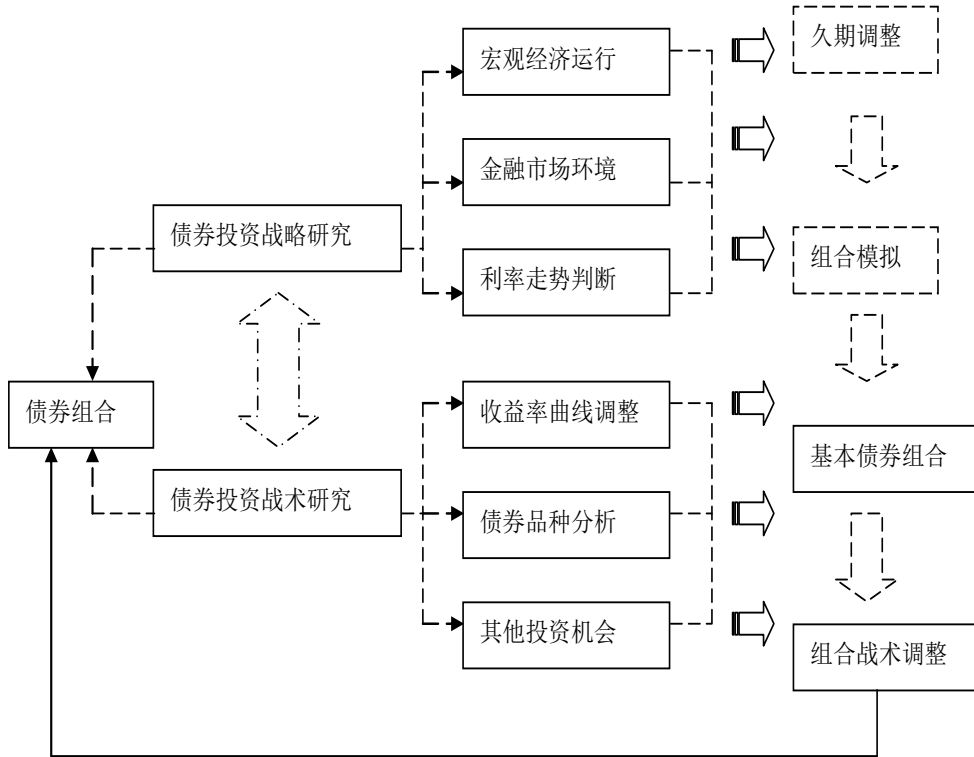 宏观经济运行
久期调整
金融市场环境
债券投资战略研究
组合模拟
利率走势判断
债券组合
收益率曲线调整
基本债券组合
债券投资战术研究
债券品种分析
其他投资机会
组合战术调整